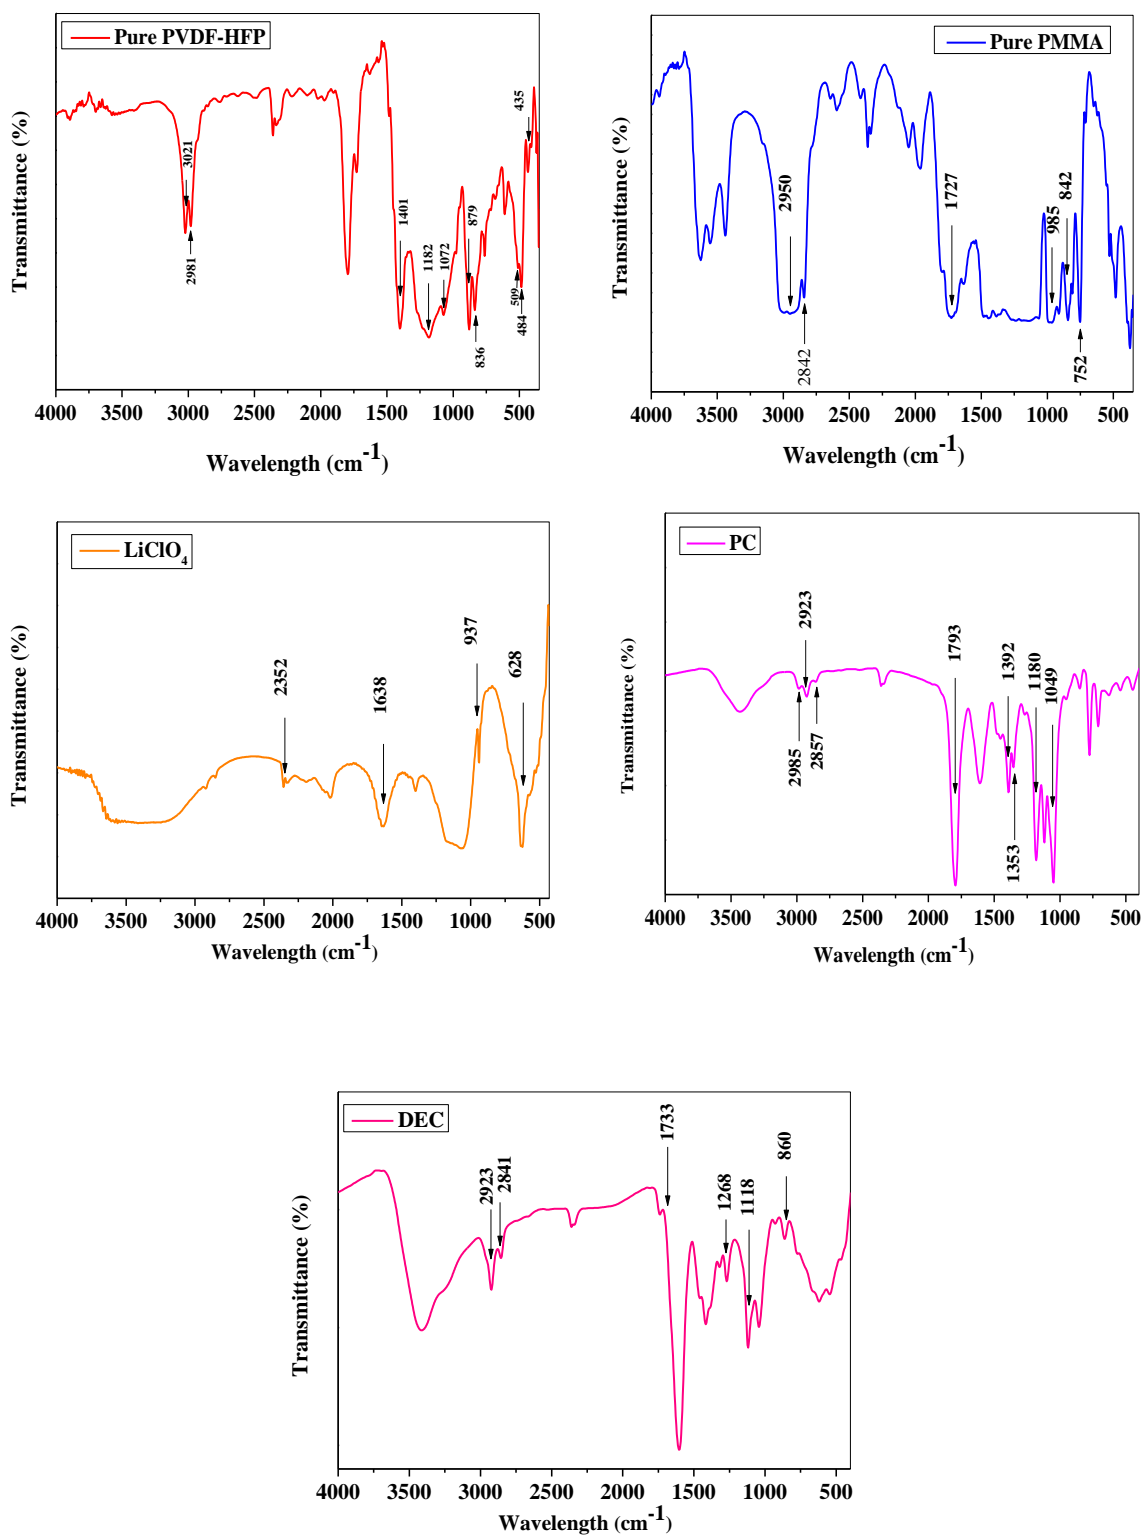 Pure PVDF-HFP
Transmittance (%)
3021
2981
1401
1182
1072
879
836
509
484
435
4000 3500 3000 2500 2000 1500 1000 500
Wavelength (cm-1)
Pure PMMA
Transmittance (%)
2950
2842
1727
985
842
752
4000 3500 3000 2500 2000 1500 1000 500
Wavelength (cm-1)
LiClO4
Transmittance (%)
2352
1638
937
628
4000 3500 3000 2500 2000 1500 1000 500
Wavelength (cm-1)
PC
Transmittance (%)
2985
2923
2857
1793
1392
1353
1180
1049
4000 3500 3000 2500 2000 1500 1000 500
Wavelength (cm-1)
DEC
Transmittance (%)
2923
2841
1733
1268
1118
860
4000 3500 3000 2500 2000 1500 1000 500
Wavelength (cm-1)